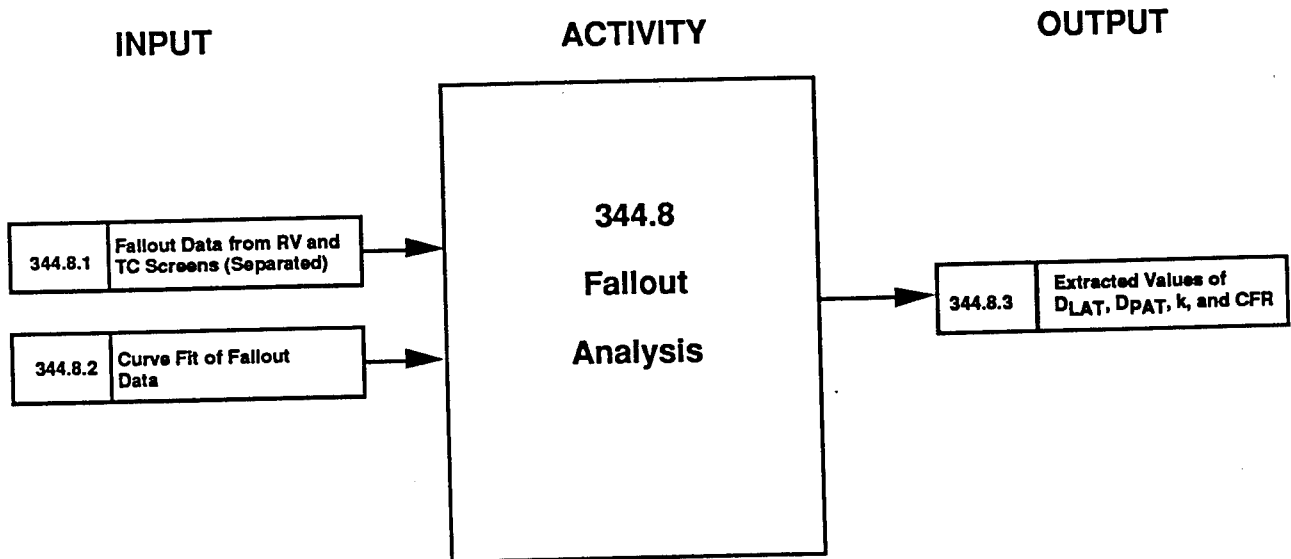 INPUT
ACTIVITY
OUTPUT
344.8.1
Fallout Data from RV and
TC Screens (Separated)
344.8.2
Curve Fit of Fallout
Data
344.8
Fallout
Analysis
344.8.3
Extracted Values of
DLAT, DPAT, k, and CFR